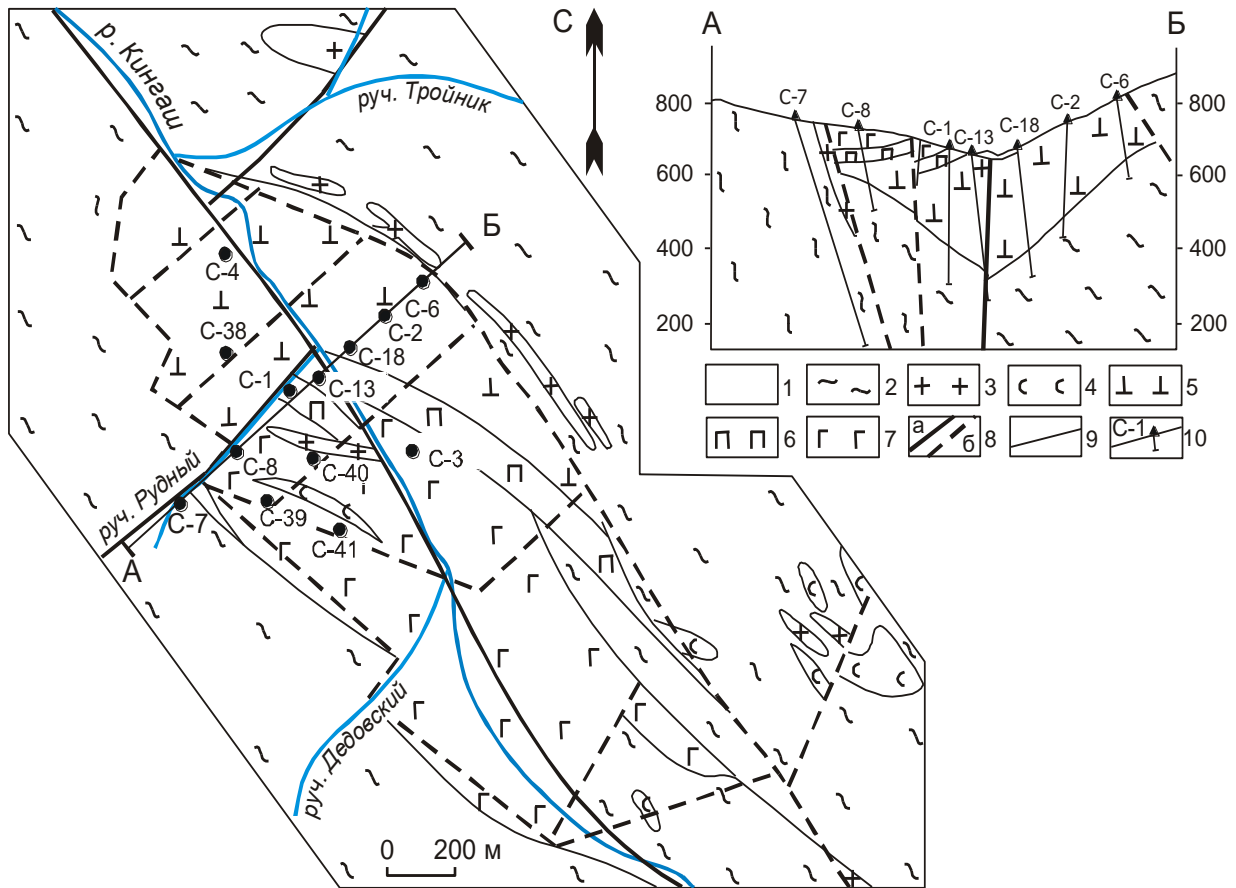 С
р. Кингаш
руч. Тройник
Б
С-4
С-6
С-38
С-2
С-18
С-1
С-13
С-3
С-8
С-40
руч. Рудный
С-7
С-39
С-41
А
руч. Дедовский
0 200 м
А Б
С-7 С-8 С-1 С-13 С-18 С-2 С-6
800 800
600 600
400 400
200 200
1 2 3 4 5
6 7 а б 8 9 С-1 10